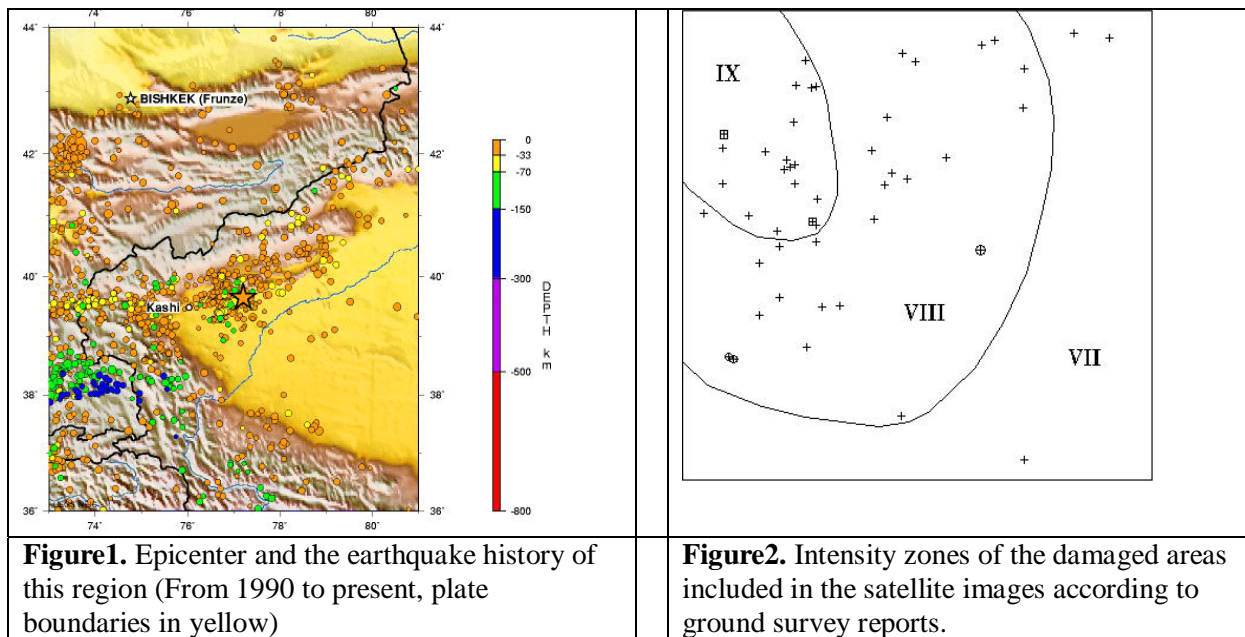 74° 76° 78° 80°
44° 44°
BISHKEK (Frunze)
42° 42°
40° 40°
Kashi
38° 38°
36° 36°
74° 76° 78° 80°
0
-33
-70
-150
-300
-500
-800
DEPTH km
IX
VIII
VII
Figure1. Epicenter and the earthquake history of
this region (From 1990 to present, plate
boundaries in yellow)
Figure2. Intensity zones of the damaged areas
included in the satellite images according to
ground survey reports.